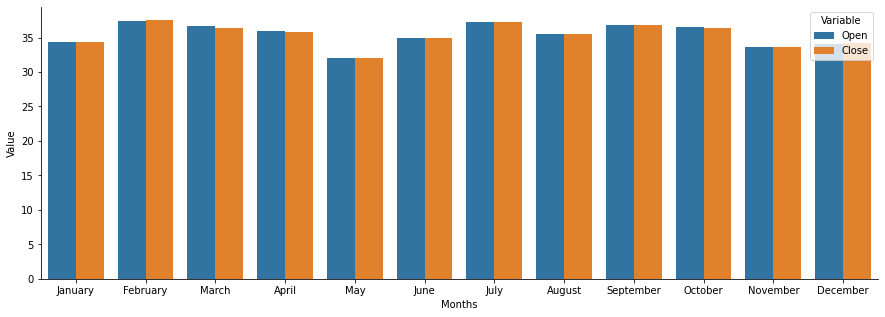 Variable
Open
Close
35
30
25
20
15
10
5
0
Value
January February March April May June July August September October November December
Months